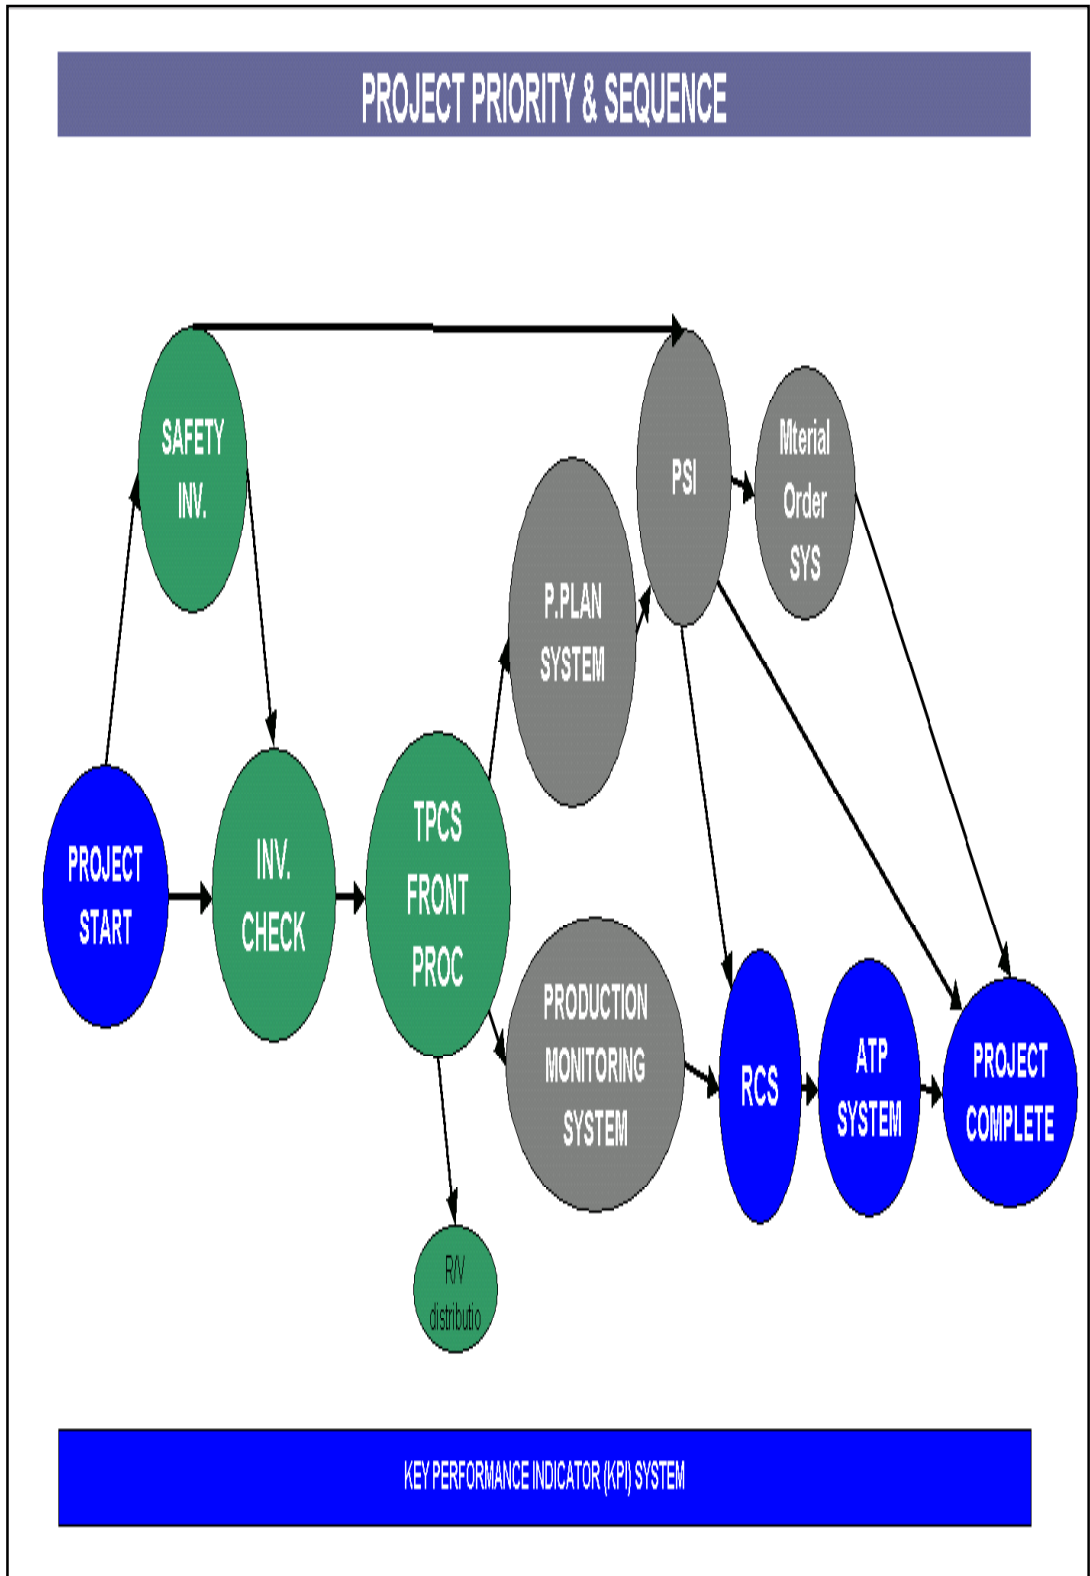 PROJECT PRIORITY & SEQUENCE
SAFETY
INV.
PSI
Mterial
Order
SYS
P.PLAN
SYSTEM
PROJECT
START
INV.
CHECK
TPCS
FRONT
PROC
PRODUCTION
MONITORING
SYSTEM
RCS
ATP
SYSTEM
PROJECT
COMPLETE
R/V
distributio
KEY PERFORMANCE INDICATOR (KPI) SYSTEM